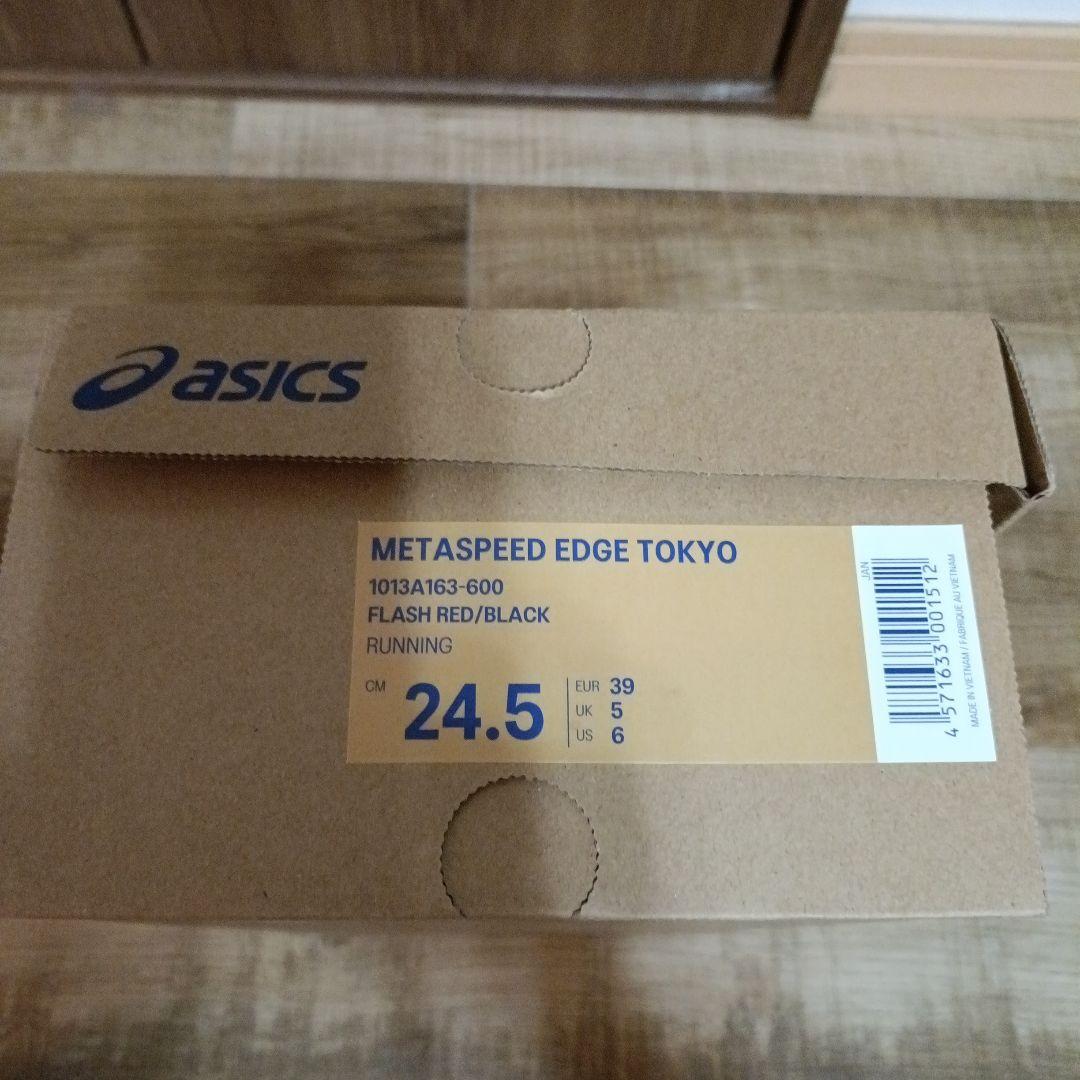 asics
METASPEED EDGE TOKYO
1013A163-600
FLASH RED/BLACK
RUNNING
CM 24.5
EUR 39
UK 5
US 6
JAN
4 571633 001512
MADE IN VIETNAM / FABRIQUE AU VIETNAM